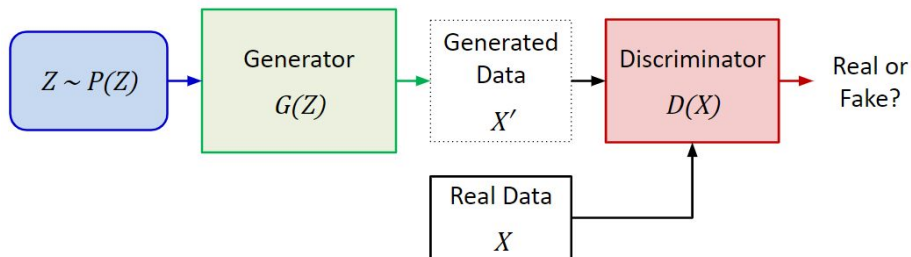 Z ~ P(Z)
Generator
G(Z)
Generated
Data
X′
Discriminator
D(X)
Real or
Fake?
Real Data
X